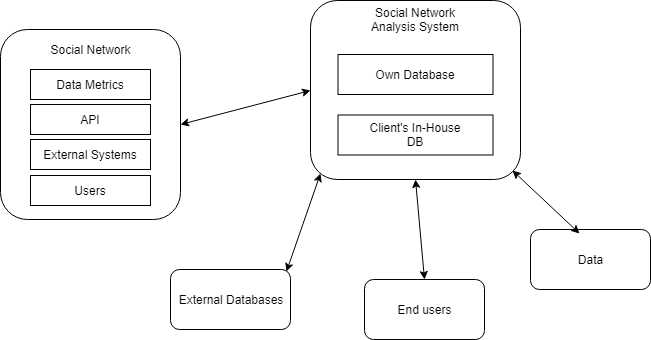 Social Network
Data Metrics
API
External Systems
Users
Social Network
Analysis System
Own Database
Client's In-House
DB
External Databases
End users
Data